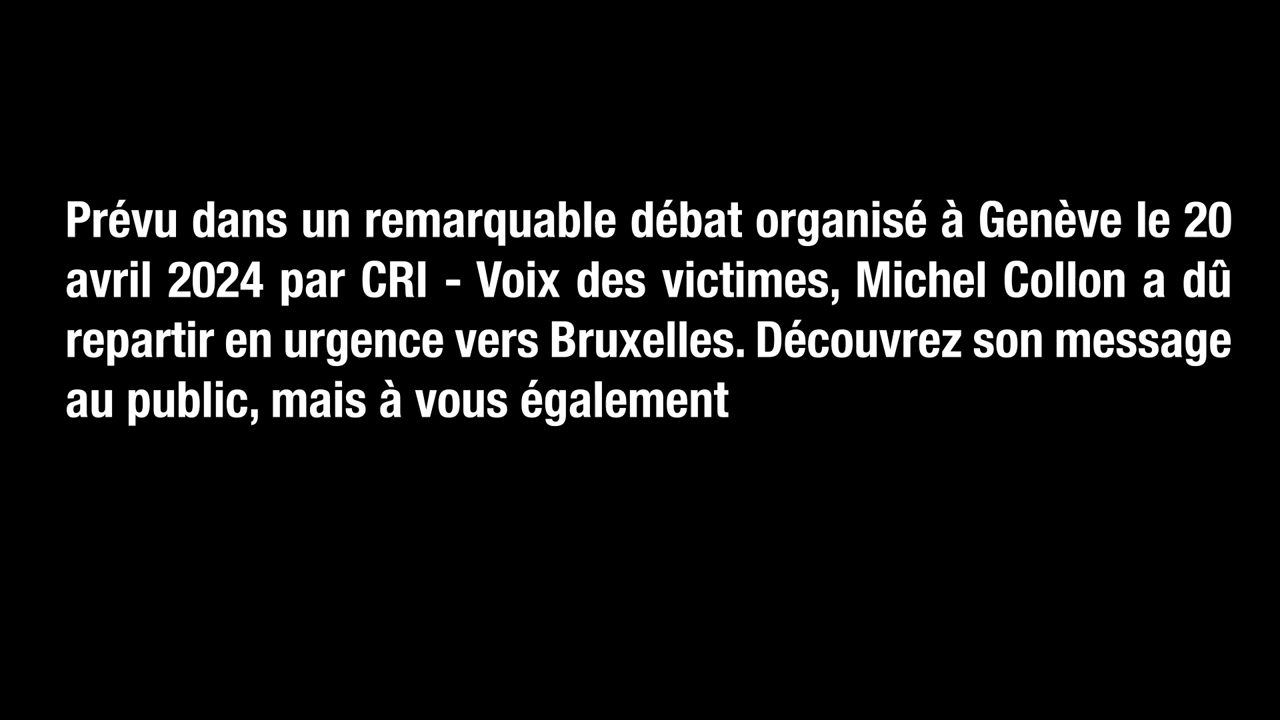 Prévu dans un remarquable débat organisé à Genève le 20
avril 2024 par CRI - Voix des victimes, Michel Collon a dû
repartir en urgence vers Bruxelles. Découvrez son message
au public, mais à vous également